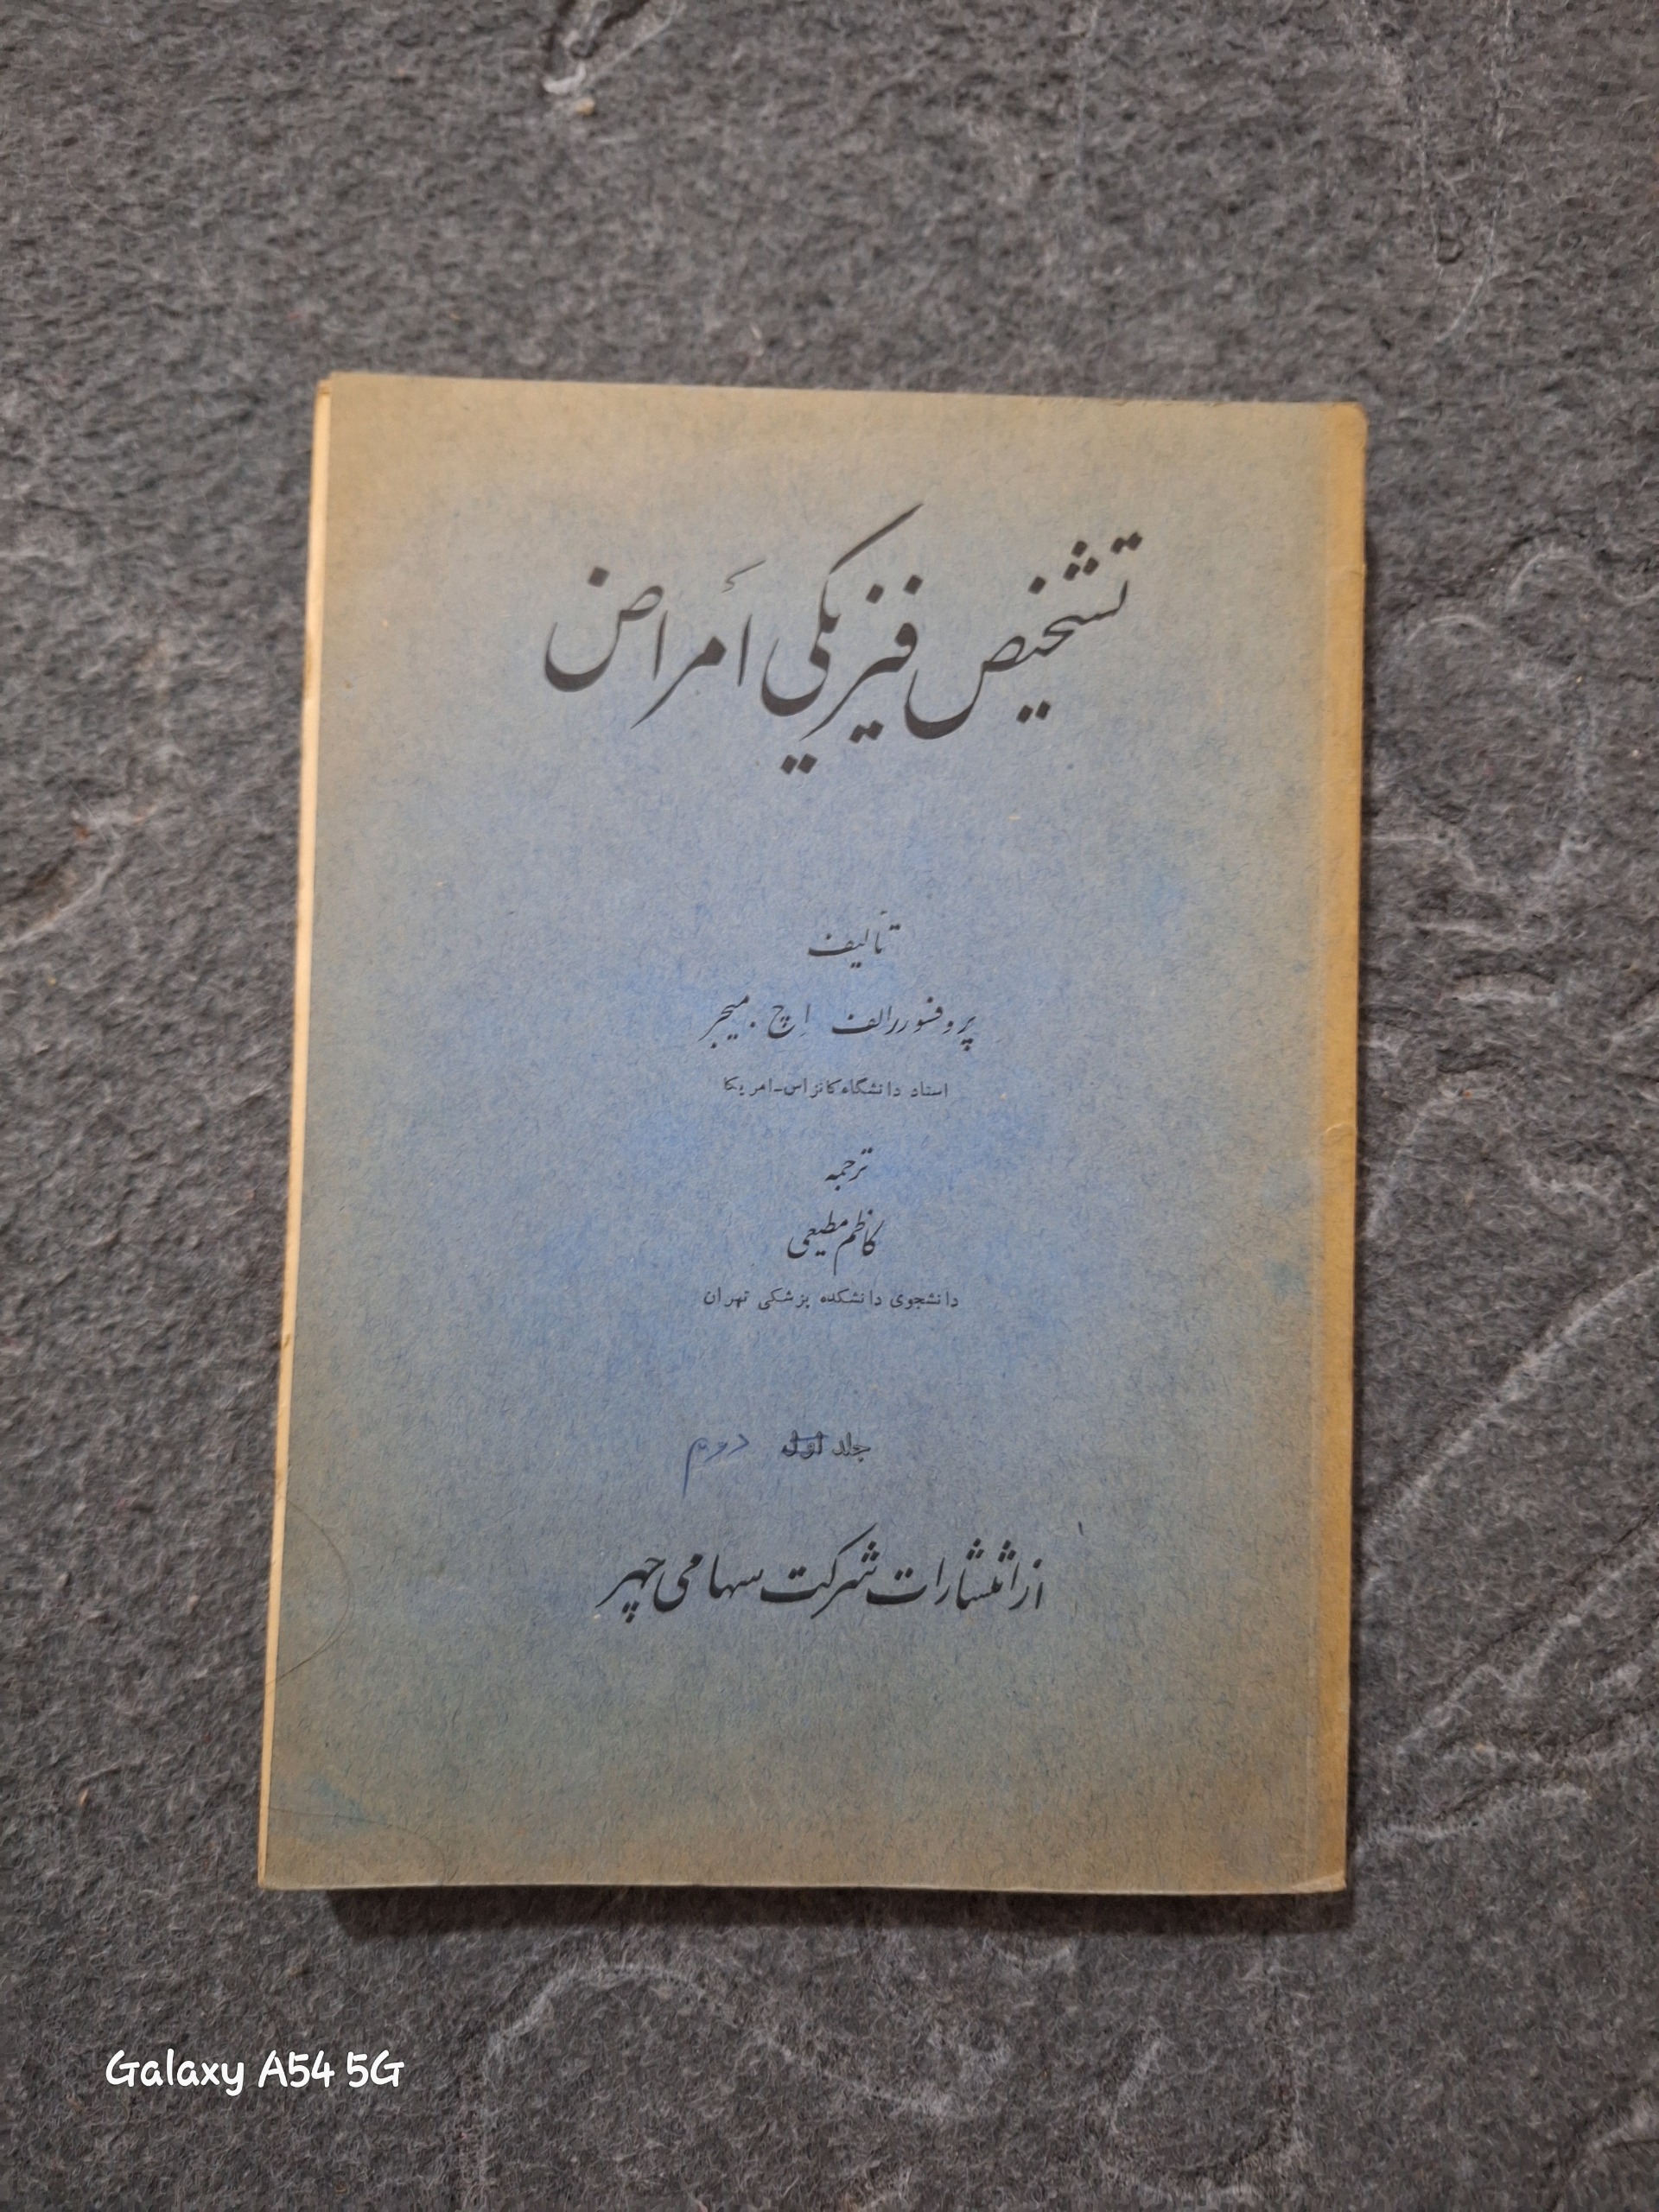 تشخیص فیزیکی امراض
تألیف
پروفسور رالف اِچ . میجر
استاد دانشگاه کانزاس-امریکا
ترجمه
کاظم مطیعی
دانشجوی دانشکده پزشکی تهران
جلد اول دوم
از انتشارات شرکت سهامی چهر
Galaxy A54 5G